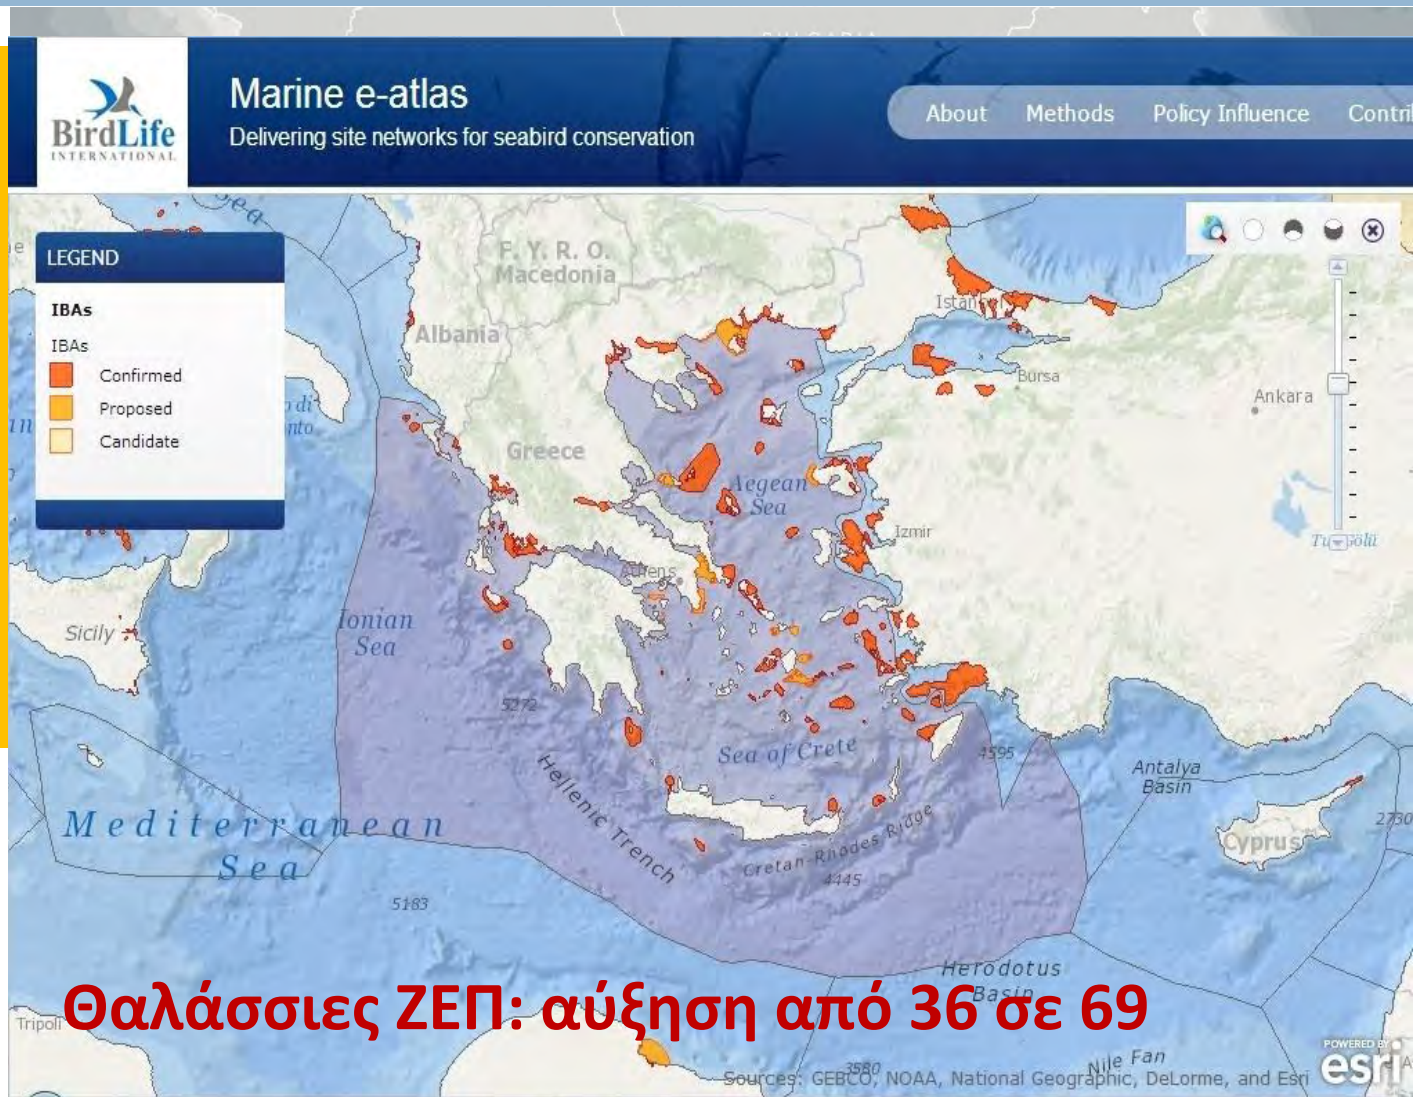 BULGARIA
BirdLife
INTERNATIONAL
Marine e-atlas
Delivering site networks for seabird conservation
About Methods Policy Influence
LEGEND
IBAs
IBAs
Confirmed
Proposed
Candidate
Sea
F. Y. R. O.
Macedonia
Albania
Istanbul
Bursa
Ankara
Greece
Aegean
Sea
Izmir
Athens
Ionian
Sea
Sicily
5272
Sea of Crete
4595
Antalya
Basin
Hellenic Trench
Cretan-Rhodes Ridge
4445
Cyprus
2730
Mediterranean
Sea
5183
Herodotus
Basin
Θαλάσσιες ΖΕΠ: αύξηση από 36 σε 69
Tripoli
3580
Nile Fan
Sources: GEBCO, NOAA, National Geographic, DeLorme, and Esri
POWERED BY
esri